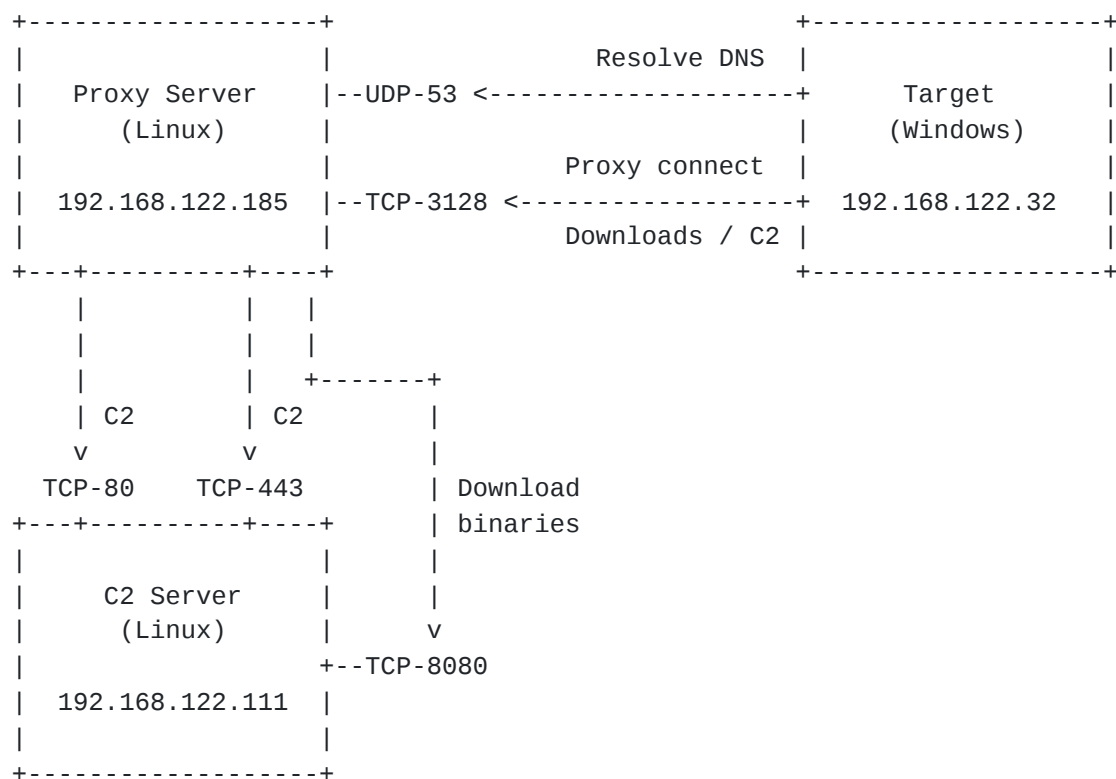 +-------------------+                              +-------------------+
|                   |                 Resolve DNS  |                   |
|   Proxy Server    |--UDP-53 <--------------------+      Target       |
|      (Linux)      |                              |     (Windows)     |
|                   |               Proxy connect  |                   |
|  192.168.122.185  |--TCP-3128 <------------------+  192.168.122.32   |
|                   |               Downloads / C2 |                   |
+---+----------+----+                              +-------------------+
    |          |   |
    |          |   |
    |          |   +-------+
    | C2       | C2        |
    v          v           |
  TCP-80    TCP-443        | Download
+---+----------+----+      | binaries
|                   |      |
|     C2 Server     |      |
|      (Linux)      |      v
|                   +--TCP-8080
|  192.168.122.111  |
|                   |
+-------------------+